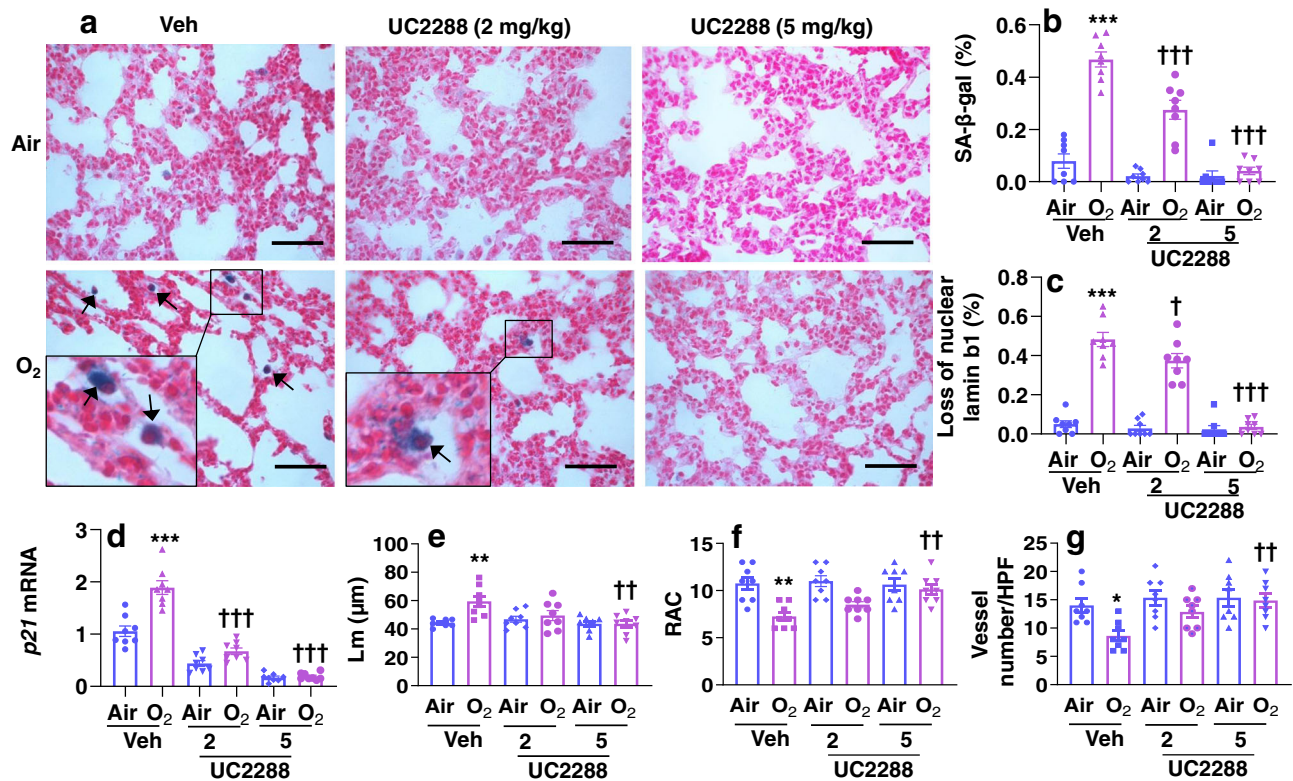 a
Veh
UC2288 (2 mg/kg)
UC2288 (5 mg/kg)
Air
O₂
b
SA-β-gal (%)
0.6
0.4
0.2
0.0
***
†††
†††
Air O₂ Air O₂ Air O₂
Veh 2 5
UC2288
c
Loss of nuclear
lamin b1 (%)
0.8
0.6
0.4
0.2
0.0
***
†
†††
Air O₂ Air O₂ Air O₂
Veh 2 5
UC2288
d
p21 mRNA
3
2
1
0
***
†††
†††
Air O₂ Air O₂ Air O₂
Veh 2 5
UC2288
e
Lm (µm)
100
80
60
40
20
0
**
††
Air O₂ Air O₂ Air O₂
Veh 2 5
UC2288
f
RAC
15
10
5
0
**
††
Air O₂ Air O₂ Air O₂
Veh 2 5
UC2288
g
Vessel
number/HPF
25
20
15
10
5
0
*
††
Air O₂ Air O₂ Air O₂
Veh 2 5
UC2288